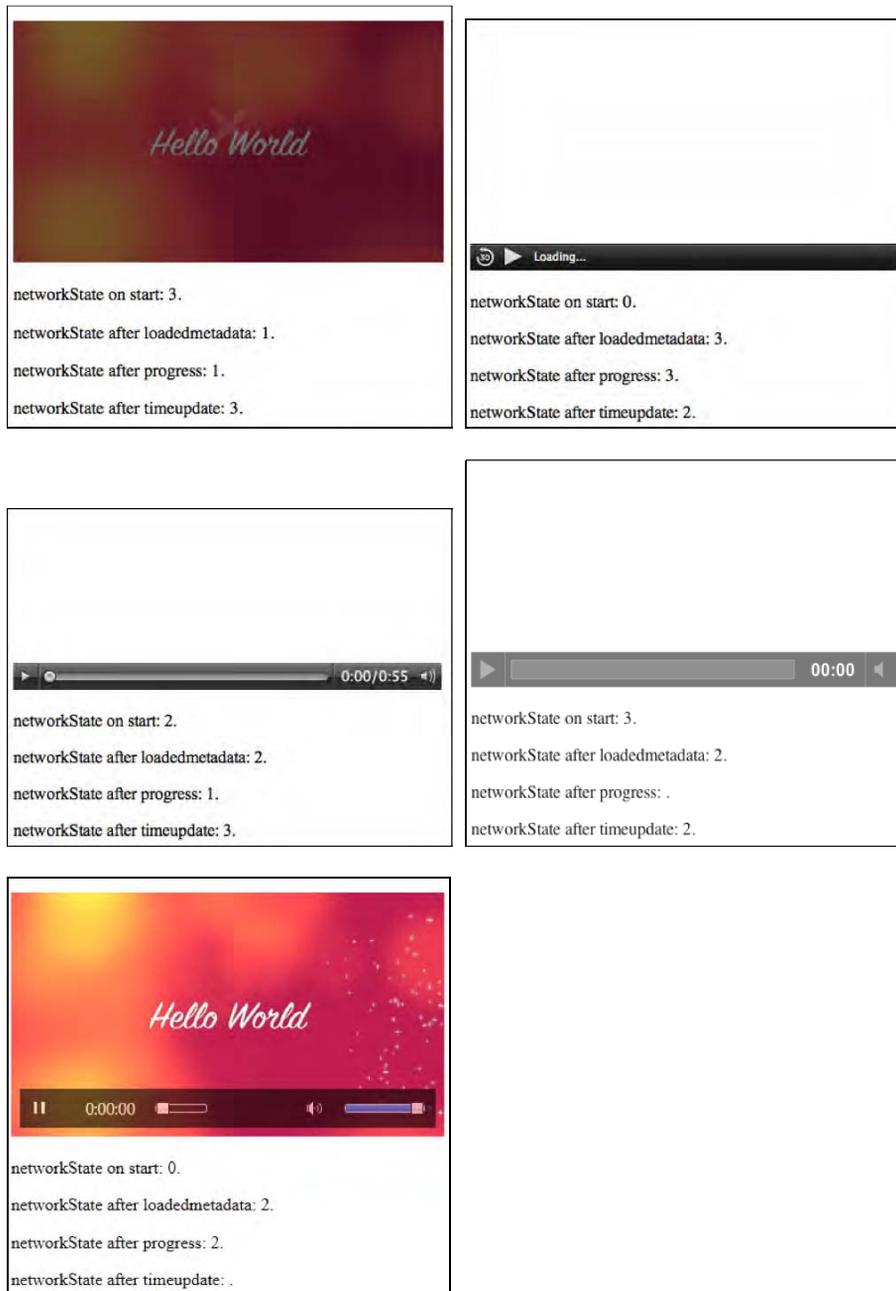 Hello World
networkState on start: 3.
networkState after loadedmetadata: 1.
networkState after progress: 1.
networkState after timeupdate: 3.
30
Loading...
networkState on start: 0.
networkState after loadedmetadata: 3.
networkState after progress: 3.
networkState after timeupdate: 2.
0:00/0:55
networkState on start: 2.
networkState after loadedmetadata: 2.
networkState after progress: 1.
networkState after timeupdate: 3.
00:00
networkState on start: 3.
networkState after loadedmetadata: 2.
networkState after progress: .
networkState after timeupdate: 2.
Hello World
0:00:00
networkState on start: 0.
networkState after loadedmetadata: 2.
networkState after progress: 2.
networkState after timeupdate: .